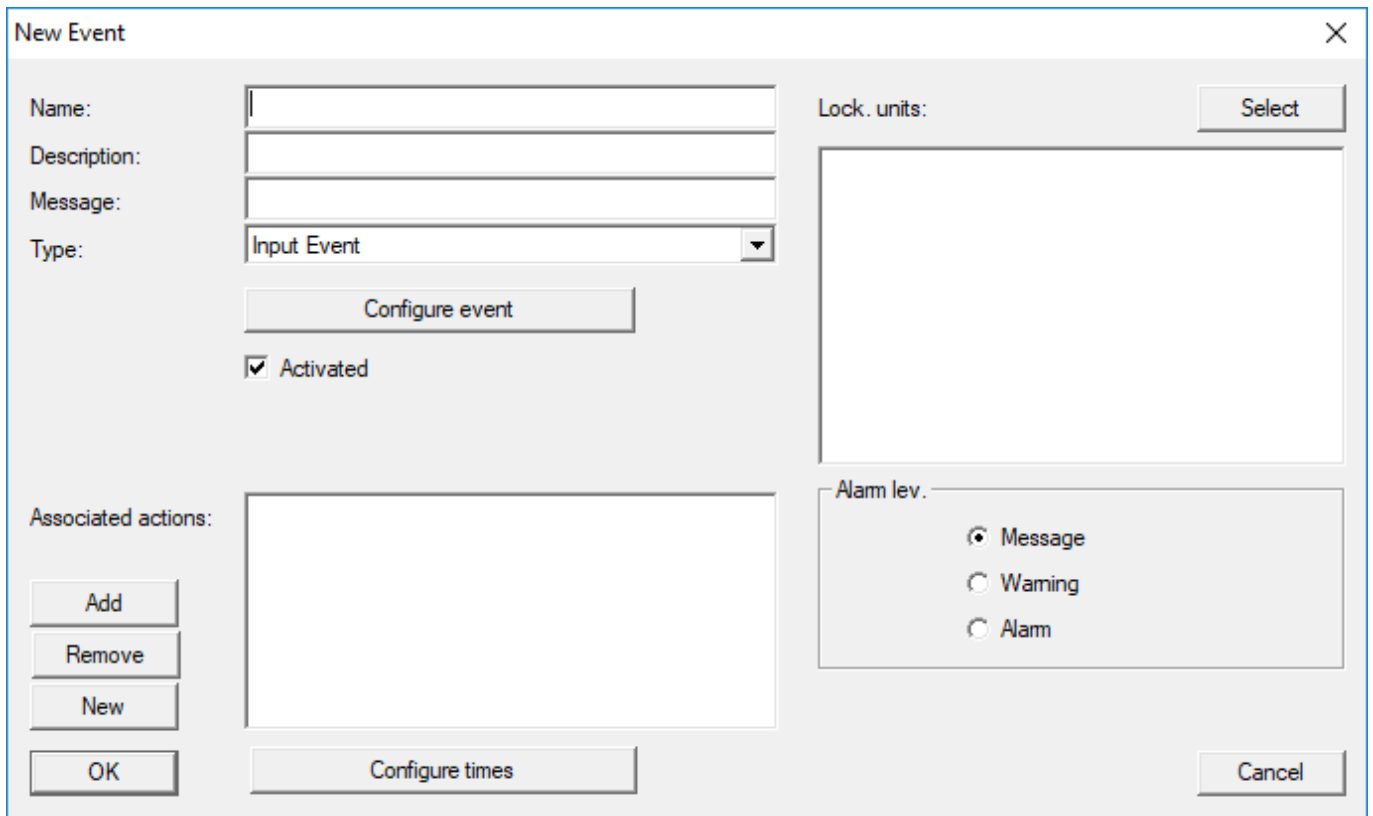 New Event
Name:
Lock. units:
Select
Description:
Message:
Type:
Input Event
Configure event
Activated
Associated actions:
Alarm lev.
Message
Warning
Alarm
Add
Remove
New
OK
Configure times
Cancel